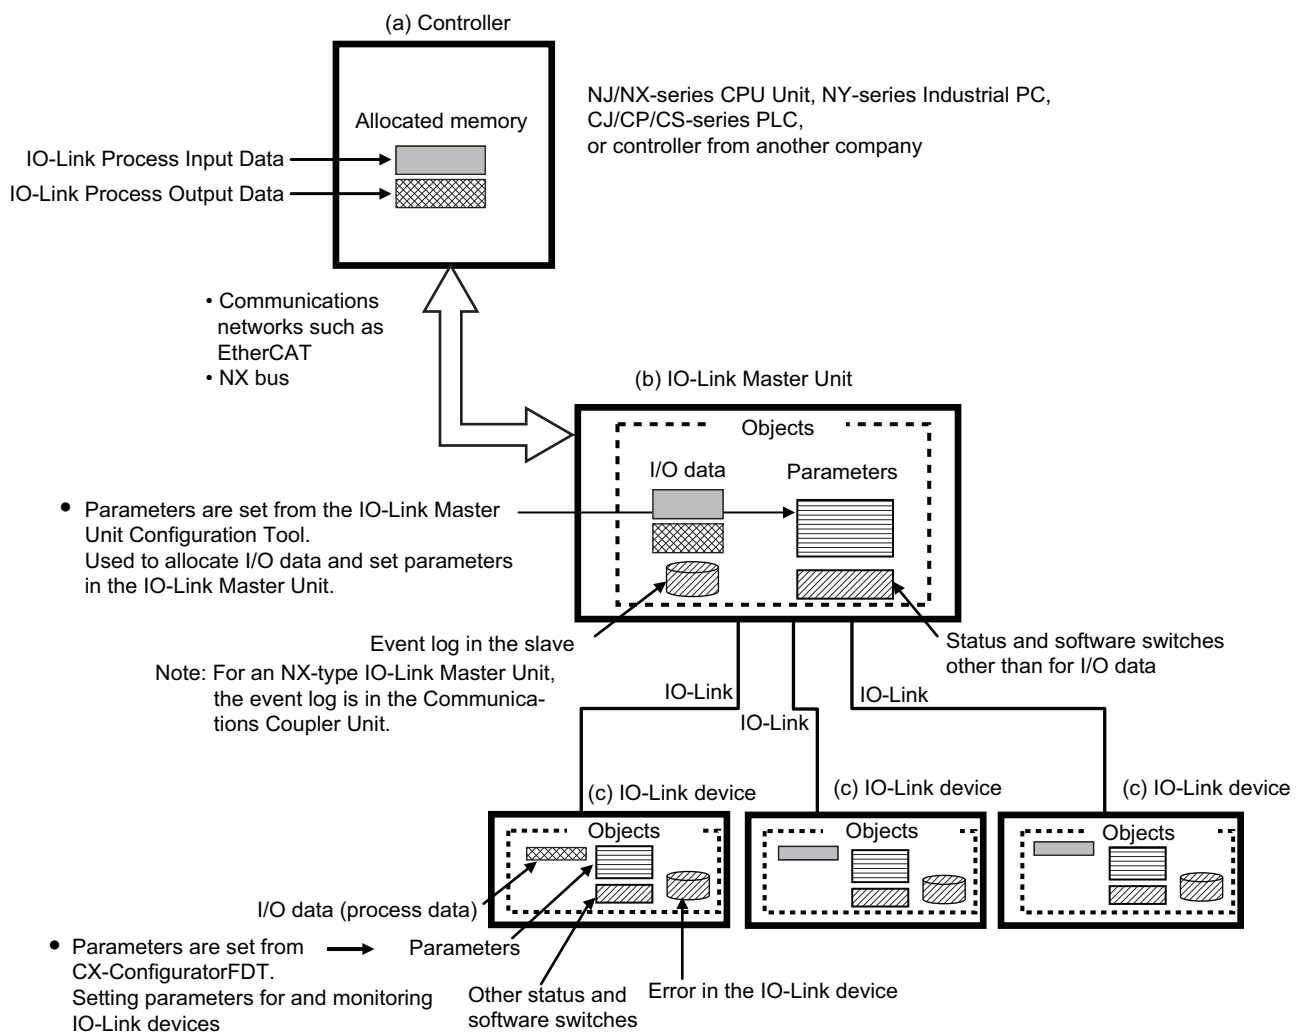 (a) Controller
Allocated memory
IO-Link Process Input Data
IO-Link Process Output Data
NJ/NX-series CPU Unit, NY-series Industrial PC,
CJ/CP/CS-series PLC,
or controller from another company
• Communications
networks such as
EtherCAT
• NX bus
(b) IO-Link Master Unit
Objects
I/O data
Parameters
• Parameters are set from the IO-Link Master
Unit Configuration Tool.
Used to allocate I/O data and set parameters
in the IO-Link Master Unit.
Event log in the slave
Note: For an NX-type IO-Link Master Unit,
the event log is in the Communica-
tions Coupler Unit.
Status and software switches
other than for I/O data
IO-Link
IO-Link
IO-Link
(c) IO-Link device
(c) IO-Link device
(c) IO-Link device
Objects
Objects
Objects
I/O data (process data)
• Parameters are set from
CX-ConfiguratorFDT.
Setting parameters for and monitoring
IO-Link devices
Parameters
Other status and
software switches
Error in the IO-Link device